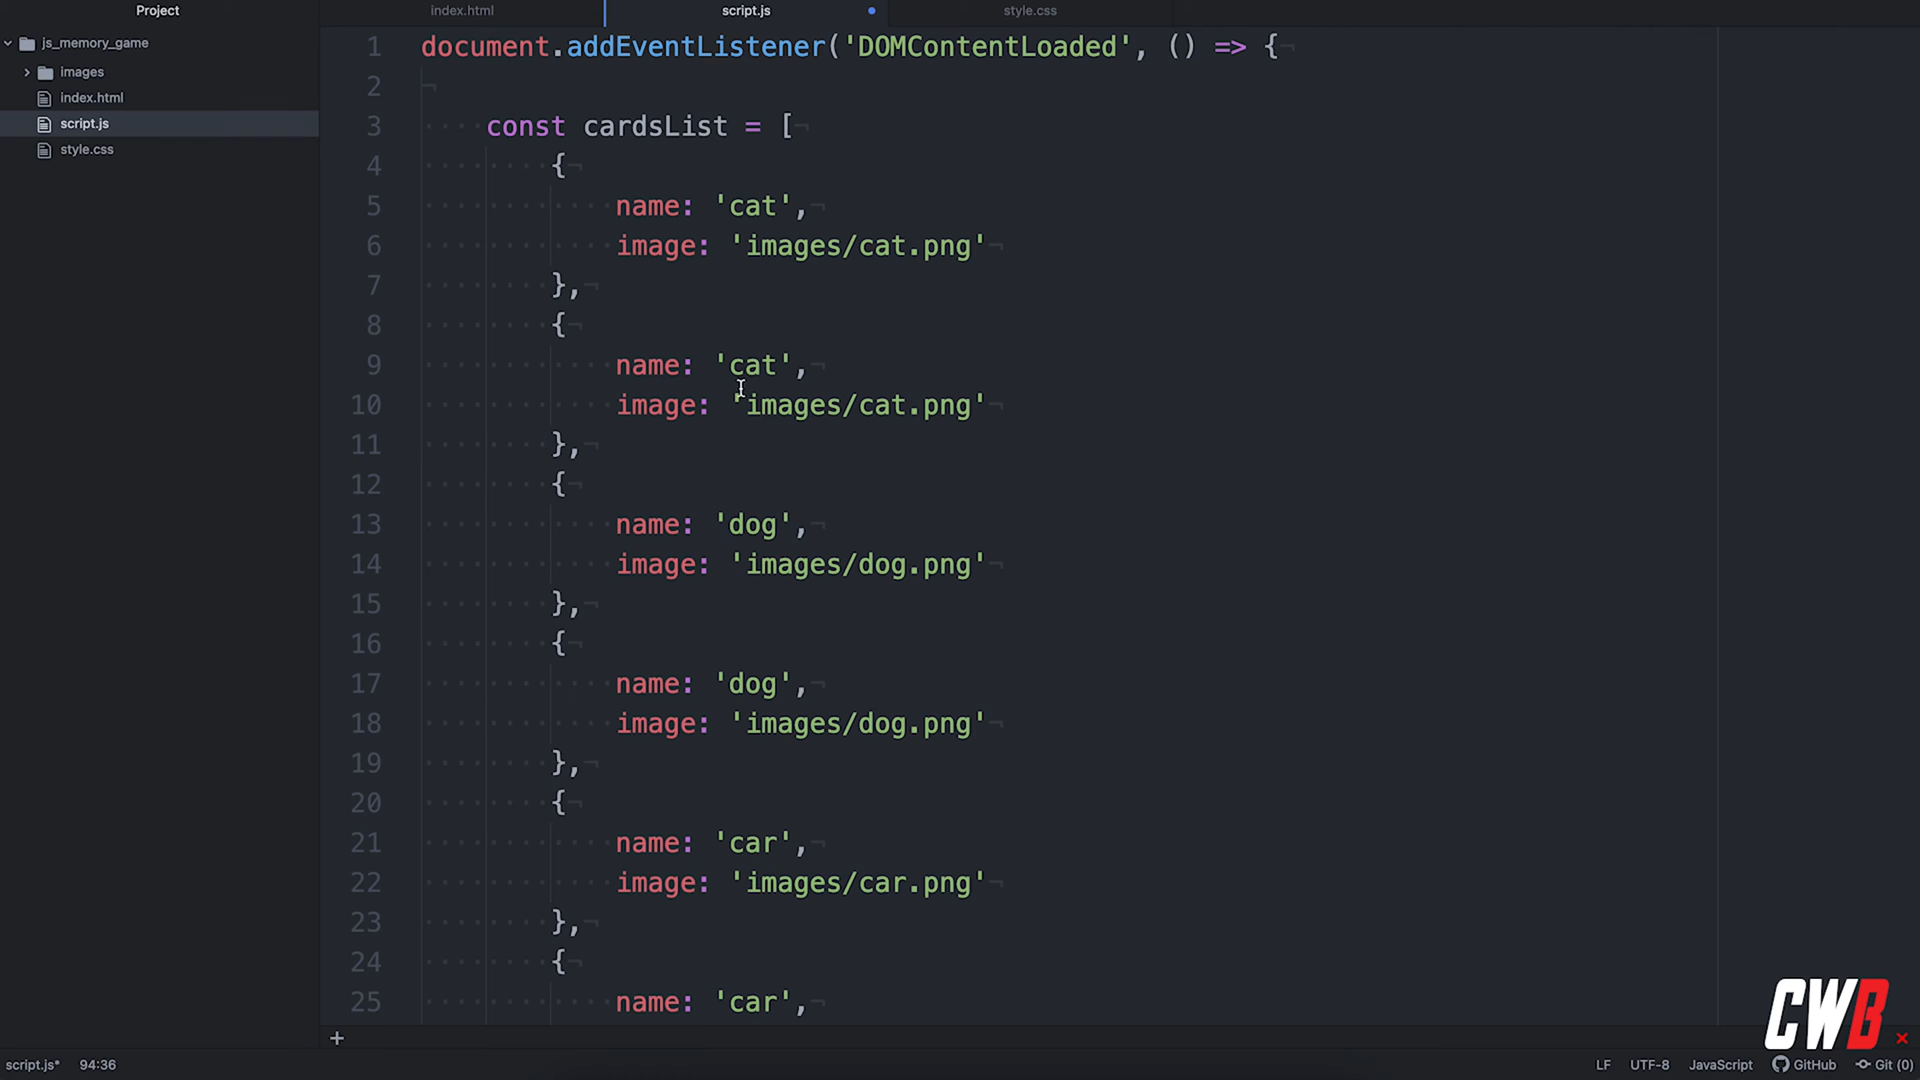 Project
index.html
script.js
style.css
js_memory_game
images
index.html
script.js
style.css
1 document.addEventListener('DOMContentLoaded', () => {
2
3 const cardsList = [
4 {
5 name: 'cat',
6 image: 'images/cat.png'
7 },
8 {
9 name: 'cat',
10 image: 'images/cat.png'
11 },
12 {
13 name: 'dog',
14 image: 'images/dog.png'
15 },
16 {
17 name: 'dog',
18 image: 'images/dog.png'
19 },
20 {
21 name: 'car',
22 image: 'images/car.png'
23 },
24 {
25 name: 'car',
CWB
script.js* 94:36
LF UTF-8 JavaScript GitHub Git (0)